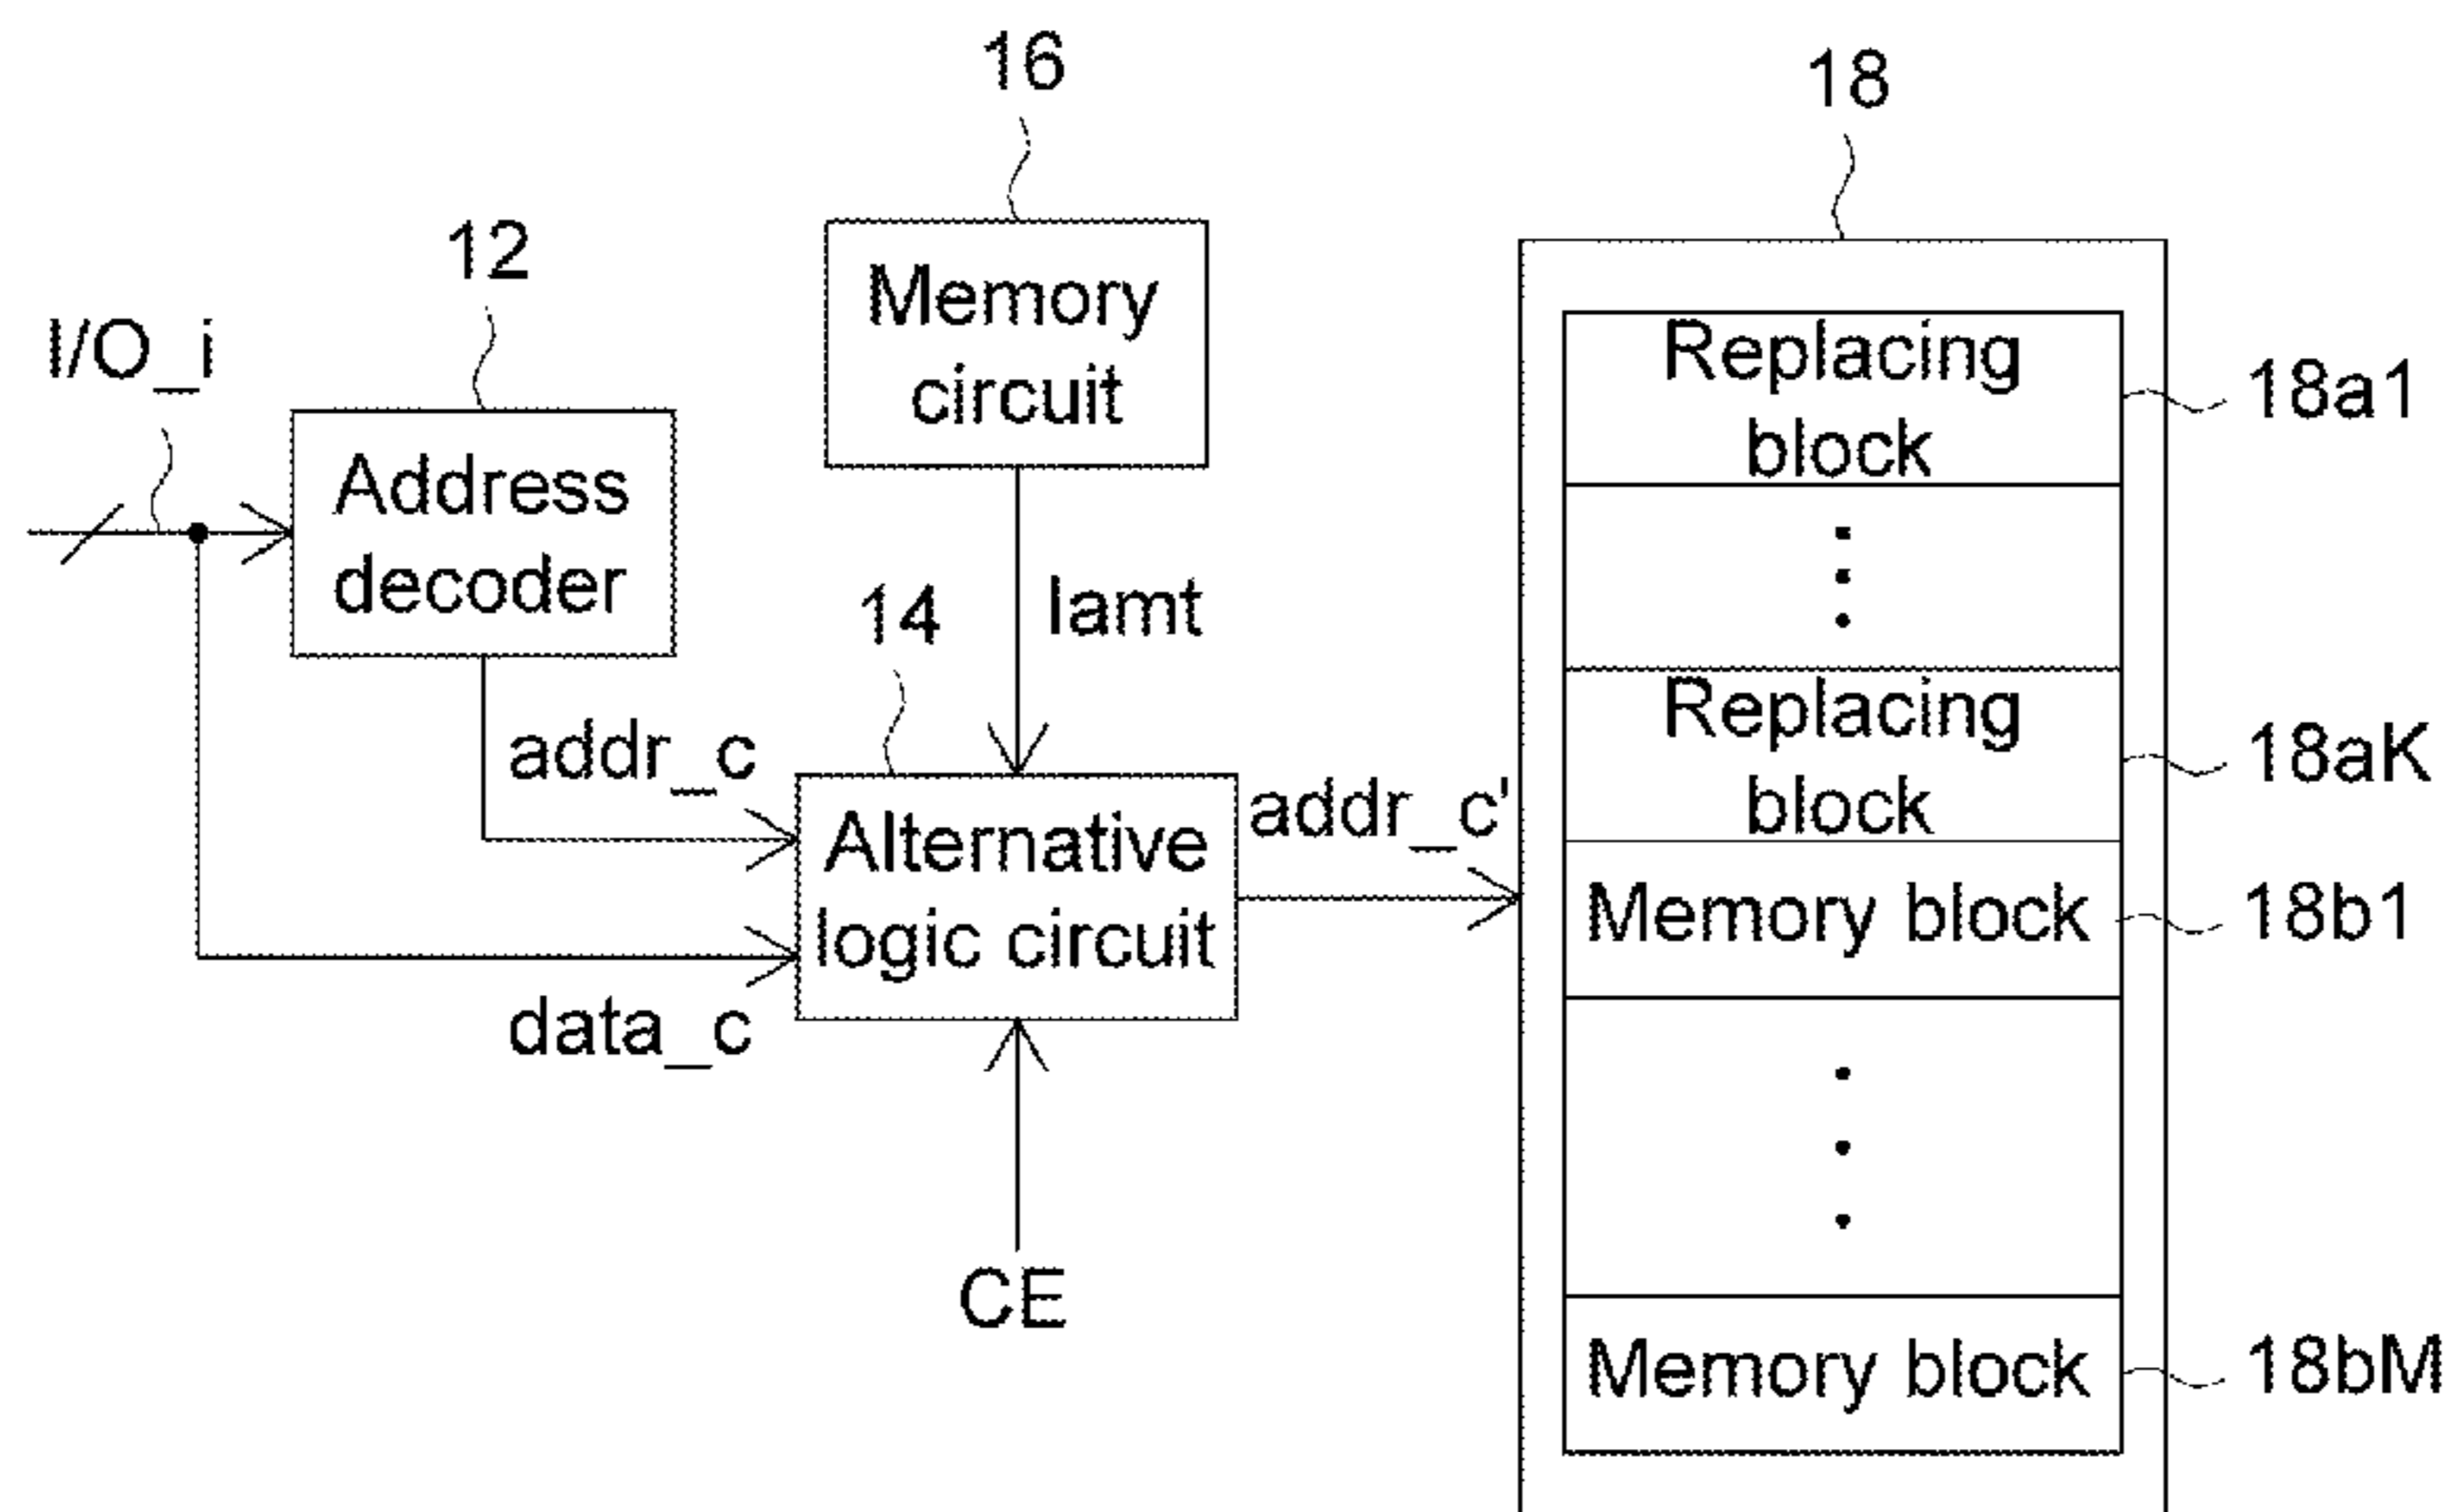 16
18
12
I/O_i
Memory
circuit
Replacing
block
18a1
Address
decoder
14
Iamt
Replacing
block
18aK
addr_c
addr_c'
Alternative
logic circuit
Memory block
18b1
data_c
CE
Memory block
18bM